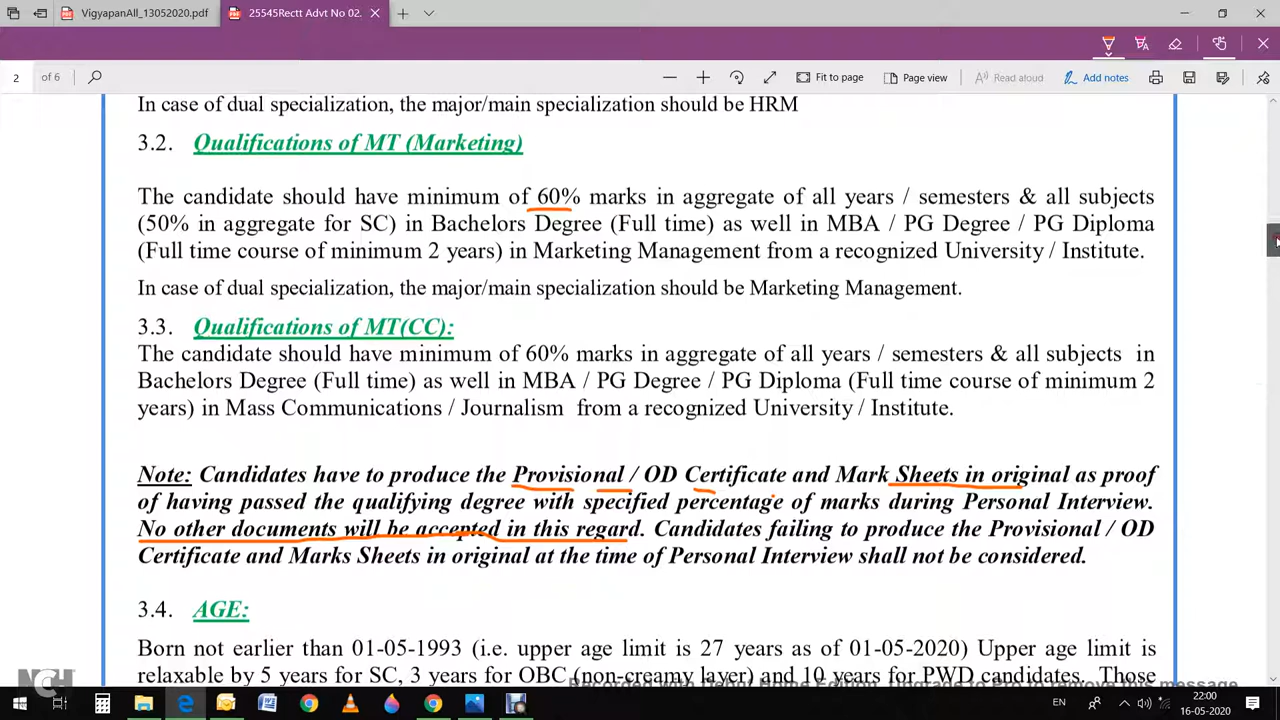 VigyapanAll_13052020.pdf
25545Rectt Advt No 02.
2 of 6
Fit to page
Page view
Read aloud
Add notes
In case of dual specialization, the major/main specialization should be HRM
3.2. Qualifications of MT (Marketing)
The candidate should have minimum of 60% marks in aggregate of all years / semesters & all subjects
(50% in aggregate for SC) in Bachelors Degree (Full time) as well in MBA / PG Degree / PG Diploma
(Full time course of minimum 2 years) in Marketing Management from a recognized University / Institute.
In case of dual specialization, the major/main specialization should be Marketing Management.
3.3. Qualifications of MT(CC):
The candidate should have minimum of 60% marks in aggregate of all years / semesters & all subjects in
Bachelors Degree (Full time) as well in MBA / PG Degree / PG Diploma (Full time course of minimum 2
years) in Mass Communications / Journalism from a recognized University / Institute.
Note: Candidates have to produce the Provisional / OD Certificate and Mark Sheets in original as proof
of having passed the qualifying degree with specified percentage of marks during Personal Interview.
No other documents will be accepted in this regard. Candidates failing to produce the Provisional / OD
Certificate and Marks Sheets in original at the time of Personal Interview shall not be considered.
3.4. AGE:
Born not earlier than 01-05-1993 (i.e. upper age limit is 27 years as of 01-05-2020) Upper age limit is
relaxable by 5 years for SC, 3 years for OBC (non-creamy layer) and 10 years for PWD candidates. Those
NCH
Recorded with Debut Home Edition. Upgrade to Pro to remove this message
EN
22:00
16-05-2020